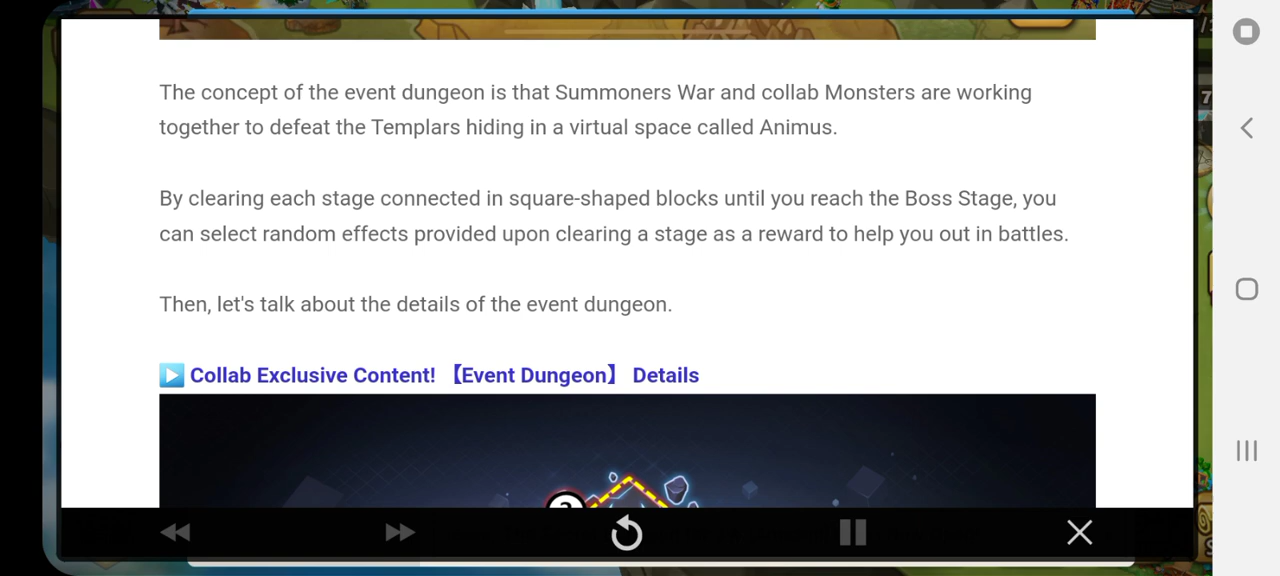 The concept of the event dungeon is that Summoners War and collab Monsters are working
together to defeat the Templars hiding in a virtual space called Animus.
By clearing each stage connected in square-shaped blocks until you reach the Boss Stage, you
can select random effects provided upon clearing a stage as a reward to help you out in battles.
Then, let's talk about the details of the event dungeon.
Collab Exclusive Content! 【Event Dungeon】 Details